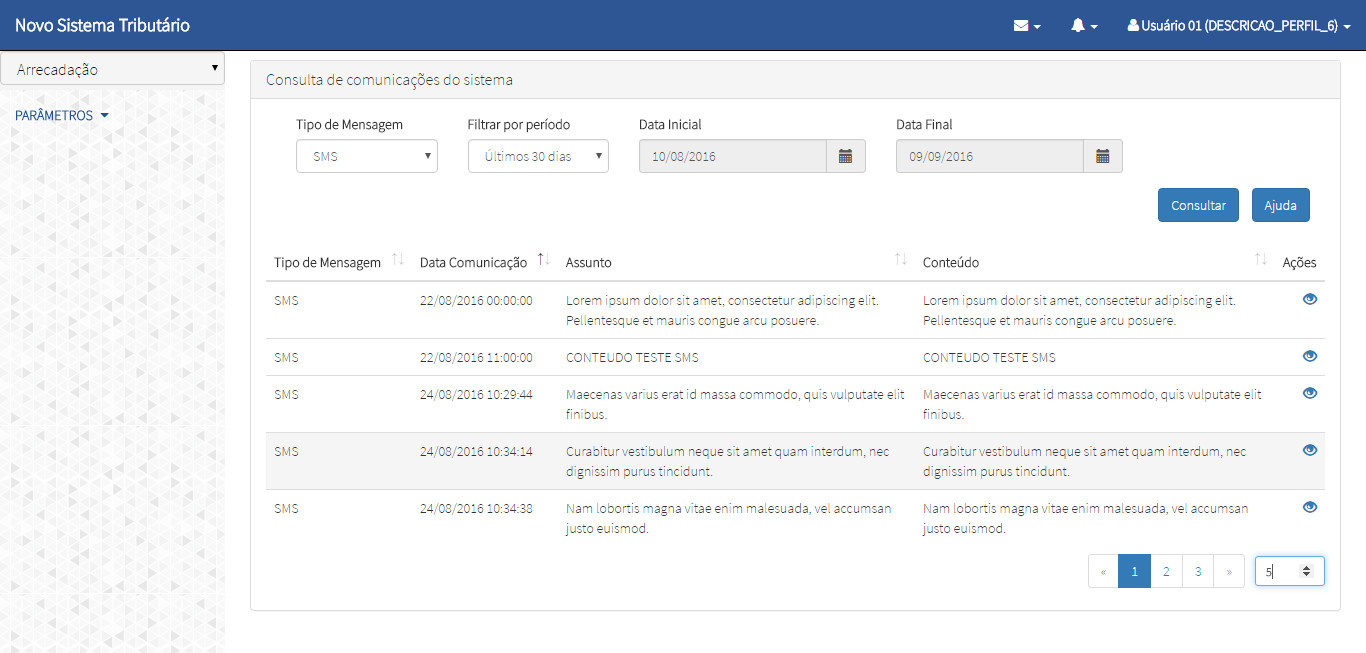 Novo Sistema Tributário
Usuário 01 (DESCRICAO_PERFIL_6)
Arrecadação
PARÂMETROS
Consulta de comunicações do sistema
Tipo de Mensagem Filtrar por período Data Inicial Data Final
SMS Últimos 30 dias 10/08/2016 09/09/2016
Consultar Ajuda
Tipo de Mensagem Data Comunicação Assunto Conteúdo Ações
SMS 22/08/2016 00:00:00 Lorem ipsum dolor sit amet, consectetur adipiscing elit. Lorem ipsum dolor sit amet, consectetur adipiscing elit.
Pellentesque et mauris congue arcu posuere. Pellentesque et mauris congue arcu posuere.
SMS 22/08/2016 11:00:00 CONTEUDO TESTE SMS CONTEUDO TESTE SMS
SMS 24/08/2016 10:29:44 Maecenas varius erat id massa commodo, quis vulputate elit Maecenas varius erat id massa commodo, quis vulputate elit
finibus. finibus.
SMS 24/08/2016 10:34:14 Curabitur vestibulum neque sit amet quam interdum, nec Curabitur vestibulum neque sit amet quam interdum, nec
dignissim purus tincidunt. dignissim purus tincidunt.
SMS 24/08/2016 10:34:38 Nam lobortis magna vitae enim malesuada, vel accumsan Nam lobortis magna vitae enim malesuada, vel accumsan
justo euismod. justo euismod.
« 1 2 3 » 5